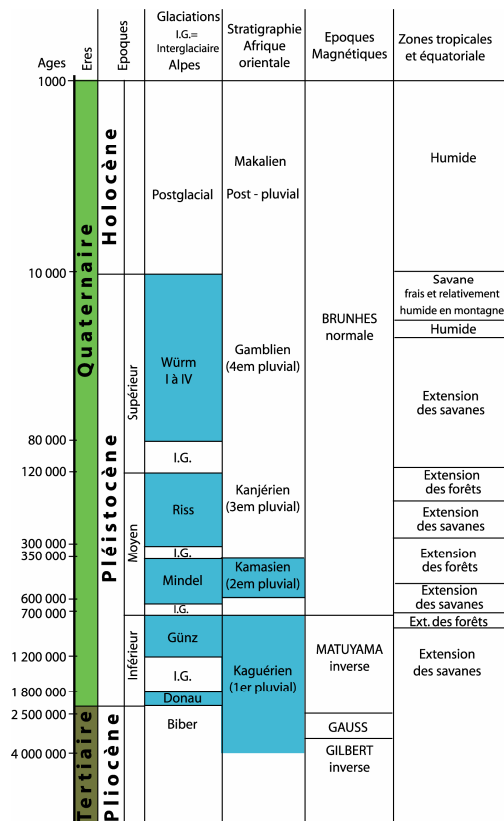 Ages
Eres
Epoques
Glaciations
I.G.=
Interglaciaire
Alpes
Stratigraphie
Afrique
orientale
Epoques
Magnétiques
Zones tropicales
et équatoriale
1000
10 000
80 000
120 000
300 000
350 000
600 000
700 000
1 200 000
1 800 000
2 500 000
4 000 000
Quaternaire
Tertiaire
Holocène
Pléistocène
Pliocène
Supérieur
Moyen
Inférieur
Postglacial
Würm
I à IV
I.G.
Riss
I.G.
Mindel
I.G.
Günz
I.G.
Donau
Biber
Makalien
Post - pluvial
Gamblien
(4em pluvial)
Kanjérien
(3em pluvial)
Kamasien
(2em pluvial)
Kaguérien
(1er pluvial)
BRUNHES
normale
MATUYAMA
inverse
GAUSS
GILBERT
inverse
Humide
Savane
frais et relativement
humide en montagne
Humide
Extension
des savanes
Extension
des forêts
Extension
des savanes
Extension
des forêts
Extension
des savanes
Ext. des forêts
Extension
des savanes